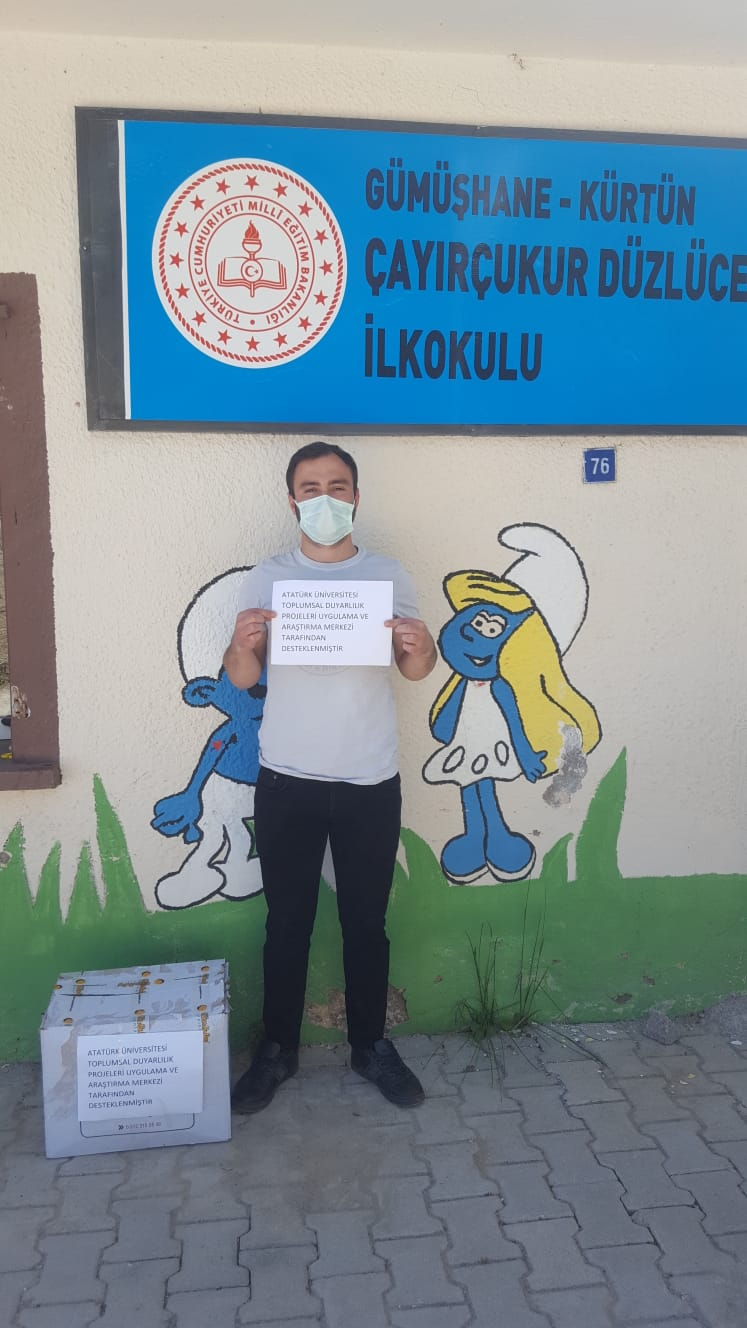 TÜRKİYE CUMHURİYETİ MİLLÎ EĞİTİM BAKANLIĞI
GÜMÜŞHANE - KÜRTÜN
ÇAYIRÇUKUR DÜZLÜCE
İLKOKULU
76
ATATÜRK ÜNİVERSİTESİ
TOPLUMSAL DUYARLILIK
PROJELERİ UYGULAMA VE
ARAŞTIRMA MERKEZİ
TARAFINDAN
DESTEKLENMİŞTİR
ATATÜRK ÜNİVERSİTESİ
TOPLUMSAL DUYARLILIK
PROJELERİ UYGULAMA VE
ARAŞTIRMA MERKEZİ
TARAFINDAN
DESTEKLENMİŞTİR